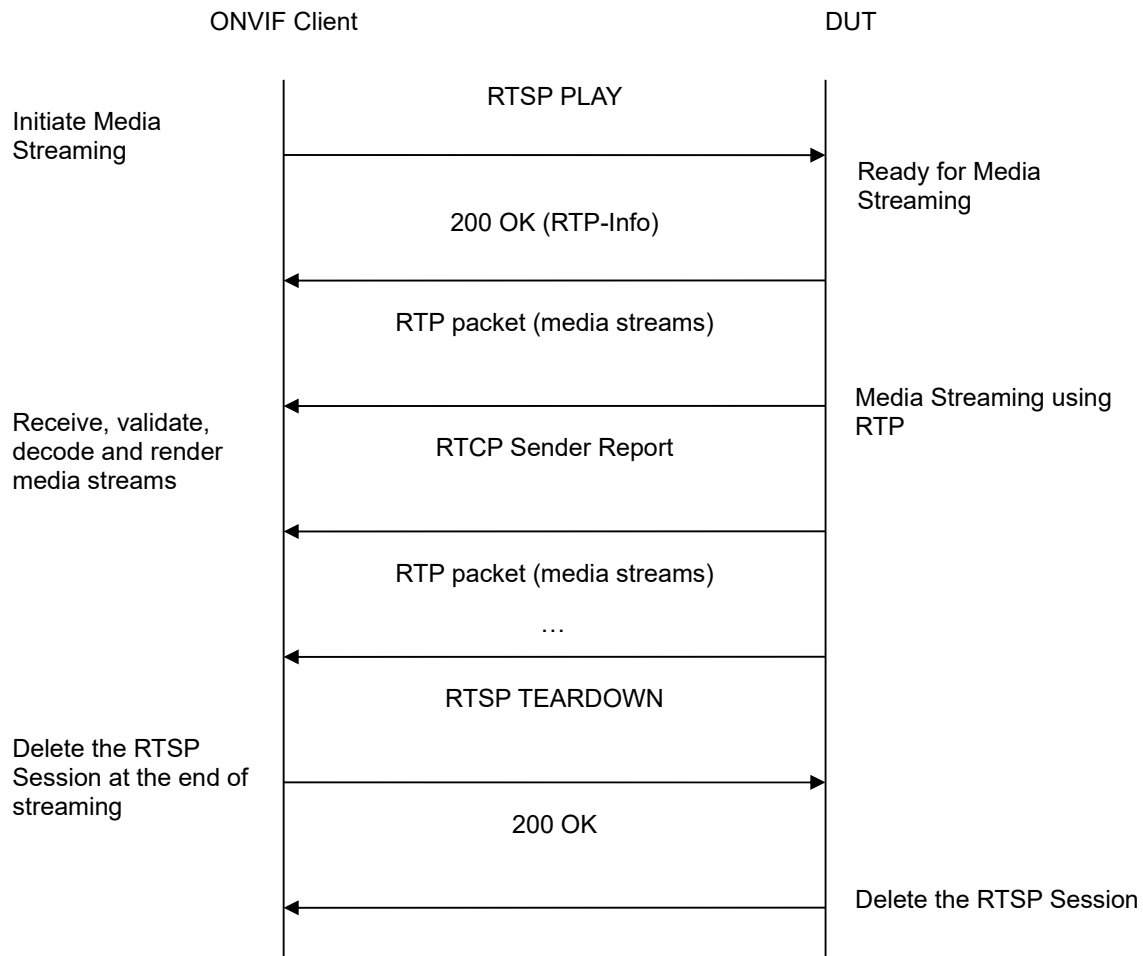 ONVIF Client
DUT
RTSP PLAY
Initiate Media
Streaming
Ready for Media
Streaming
200 OK (RTP-Info)
RTP packet (media streams)
Media Streaming using
RTP
Receive, validate,
decode and render
media streams
RTCP Sender Report
RTP packet (media streams)
…
RTSP TEARDOWN
Delete the RTSP
Session at the end of
streaming
200 OK
Delete the RTSP Session